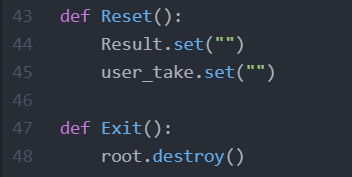 43 def Reset():
44     Result.set("")
45     user_take.set("")
46
47 def Exit():
48     root.destroy()